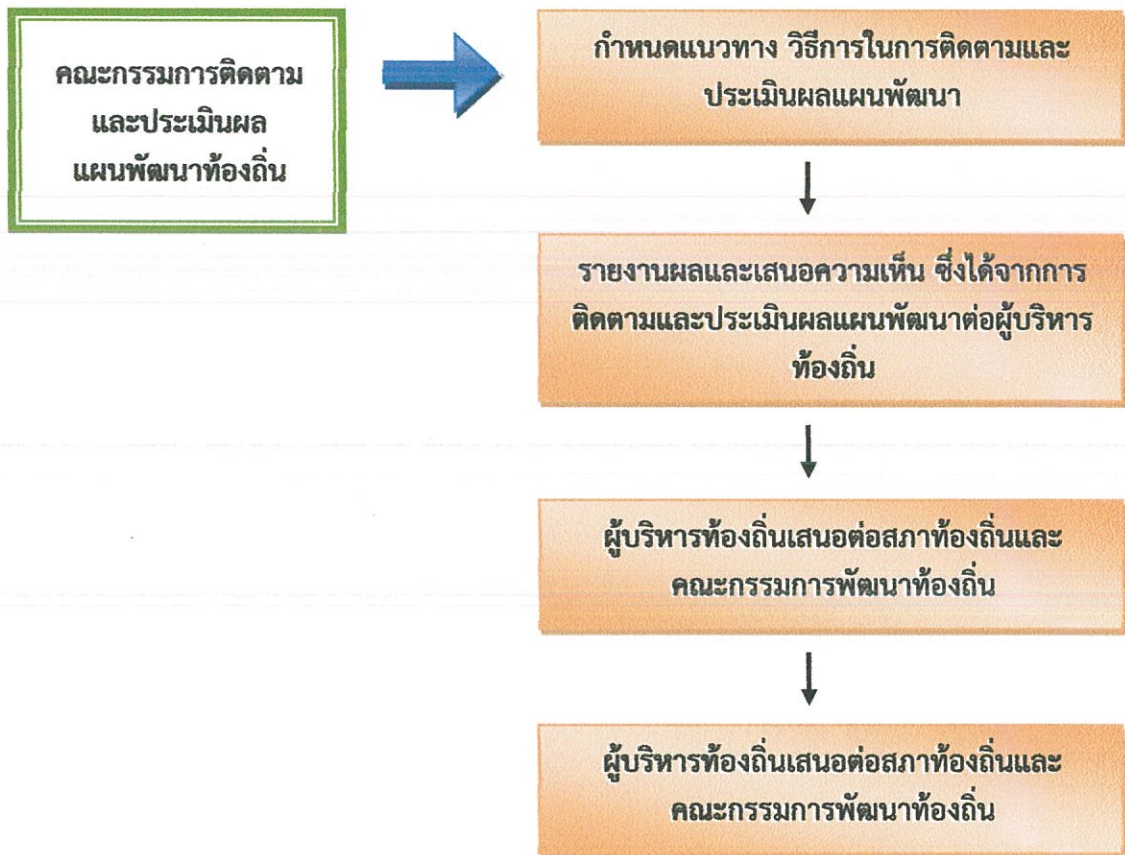 คณะกรรมการติดตาม
และประเมินผล
แผนพัฒนาท้องถิ่น
กำหนดแนวทาง วิธีการในการติดตามและ
ประเมินผลแผนพัฒนา
รายงานผลและเสนอความเห็น ซึ่งได้จากการ
ติดตามและประเมินผลแผนพัฒนาต่อผู้บริหาร
ท้องถิ่น
ผู้บริหารท้องถิ่นเสนอต่อสภาท้องถิ่นและ
คณะกรรมการพัฒนาท้องถิ่น
ผู้บริหารท้องถิ่นเสนอต่อสภาท้องถิ่นและ
คณะกรรมการพัฒนาท้องถิ่น